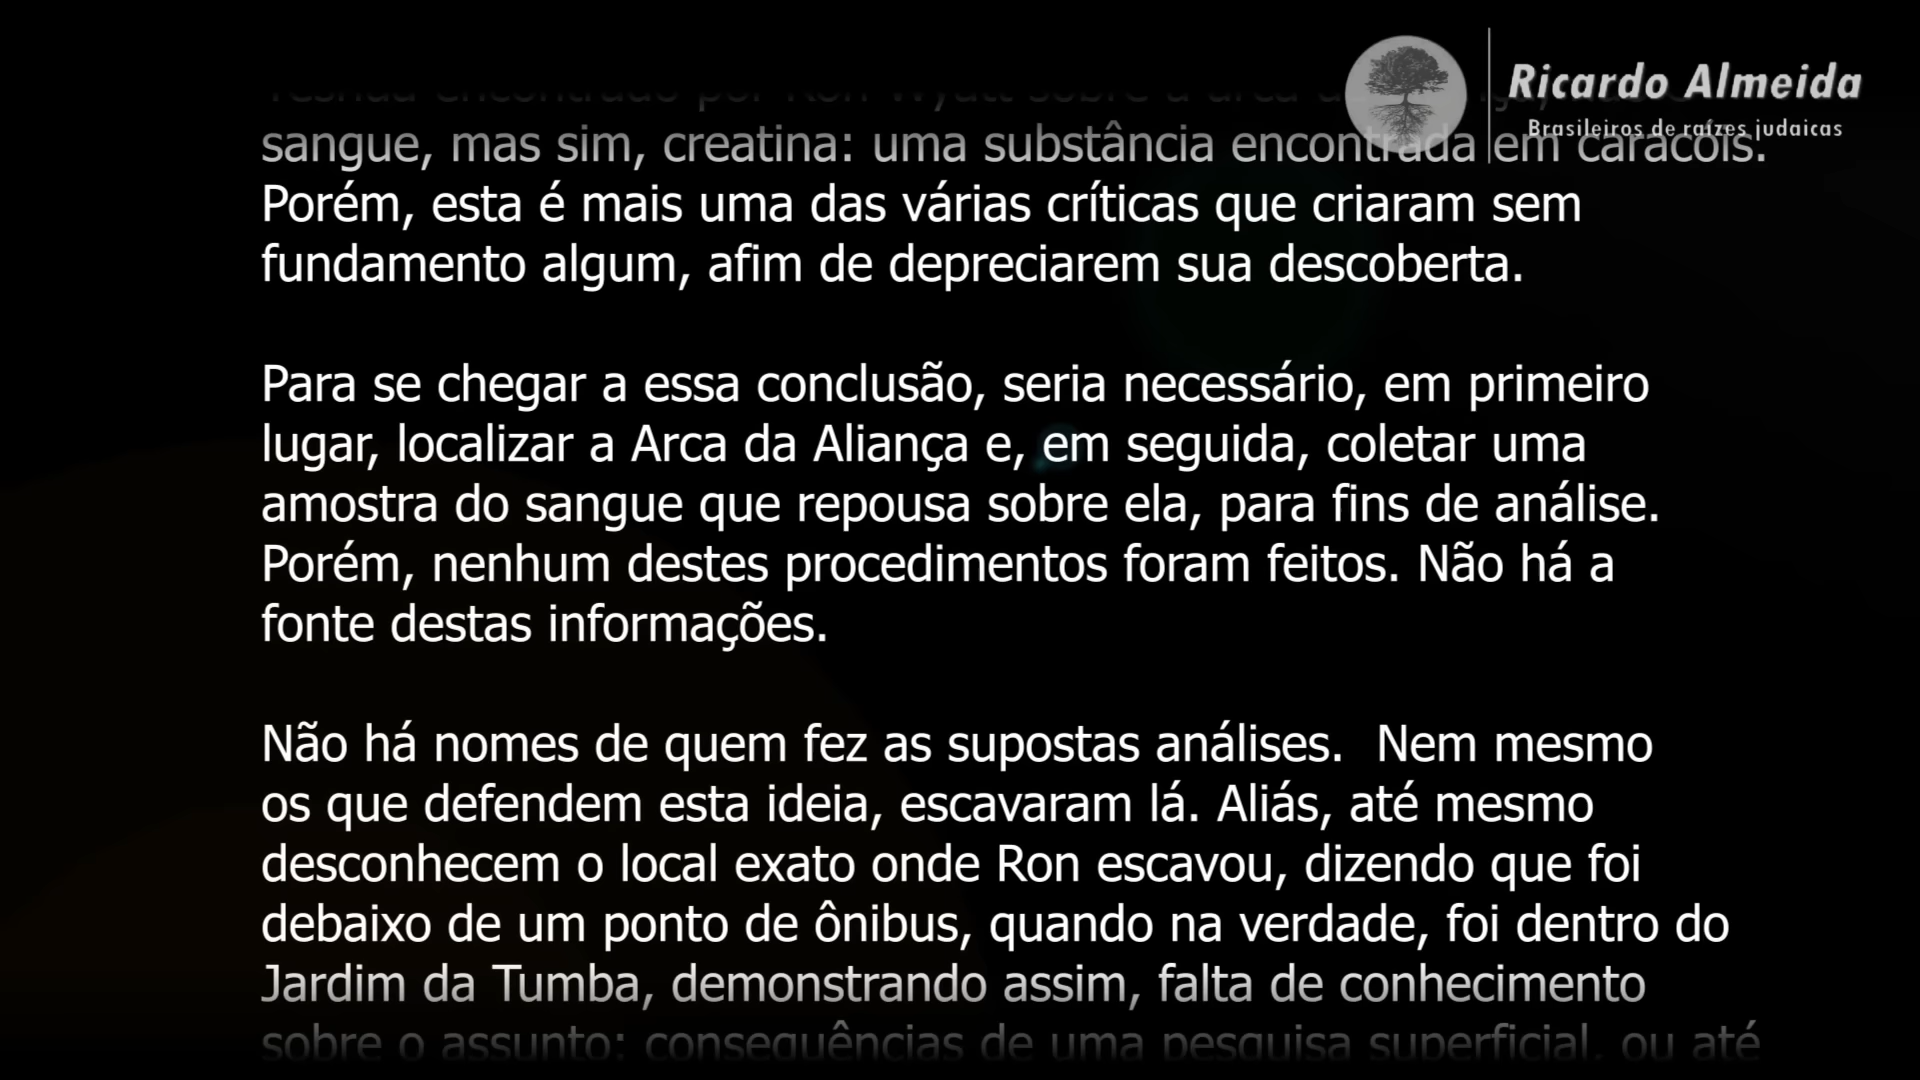 Ricardo Almeida
Brasileiros de raízes judaicas
encontrado por Ron Wyatt sobre a arca
sangue, mas sim, creatina: uma substância encontrada em caracóis.
Porém, esta é mais uma das várias críticas que criaram sem
fundamento algum, afim de depreciarem sua descoberta.
Para se chegar a essa conclusão, seria necessário, em primeiro
lugar, localizar a Arca da Aliança e, em seguida, coletar uma
amostra do sangue que repousa sobre ela, para fins de análise.
Porém, nenhum destes procedimentos foram feitos. Não há a
fonte destas informações.
Não há nomes de quem fez as supostas análises.  Nem mesmo
os que defendem esta ideia, escavaram lá. Aliás, até mesmo
desconhecem o local exato onde Ron escavou, dizendo que foi
debaixo de um ponto de ônibus, quando na verdade, foi dentro do
Jardim da Tumba, demonstrando assim, falta de conhecimento
sobre o assunto: consequências de uma pesquisa superficial, ou até